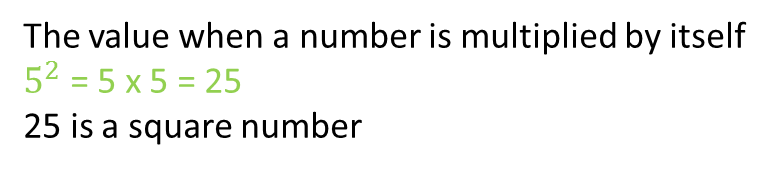 The value when a number is multiplied by itself
5² = 5 x 5 = 25
25 is a square number